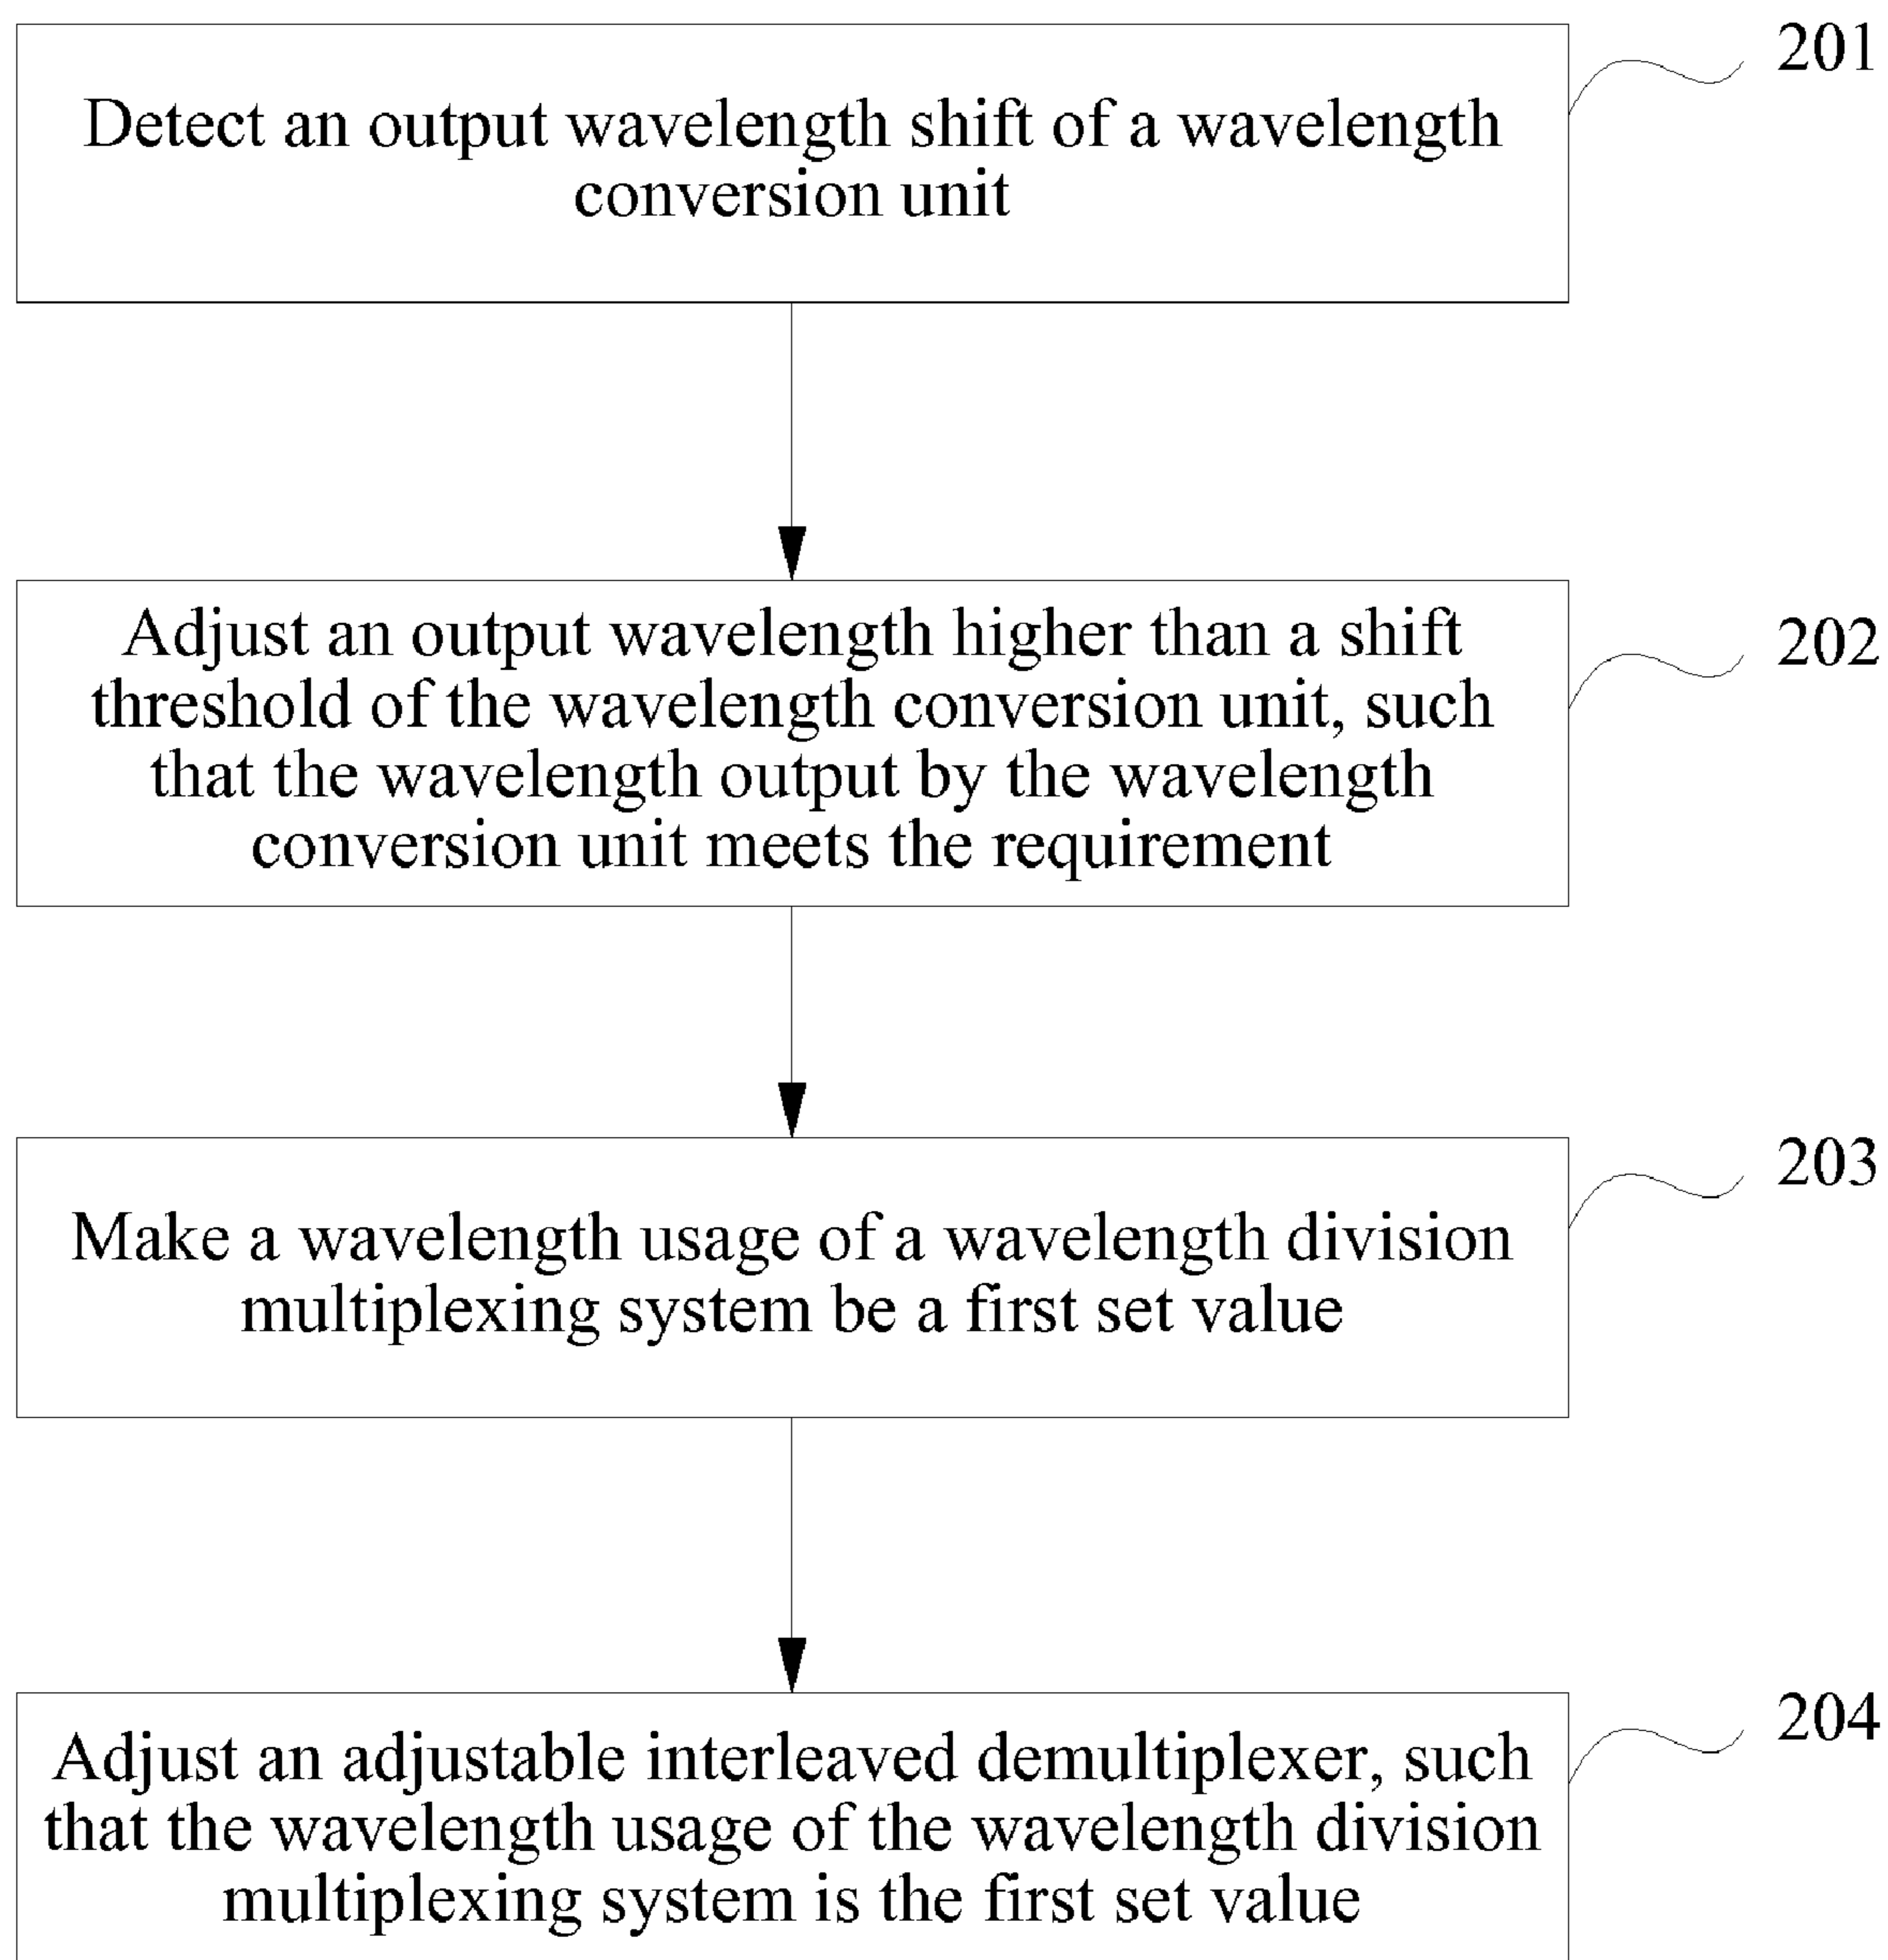 201
Detect an output wavelength shift of a wavelength
conversion unit
202
Adjust an output wavelength higher than a shift
threshold of the wavelength conversion unit, such
that the wavelength output by the wavelength
conversion unit meets the requirement
203
Make a wavelength usage of a wavelength division
multiplexing system be a first set value
204
Adjust an adjustable interleaved demultiplexer, such
that the wavelength usage of the wavelength division
multiplexing system is the first set value